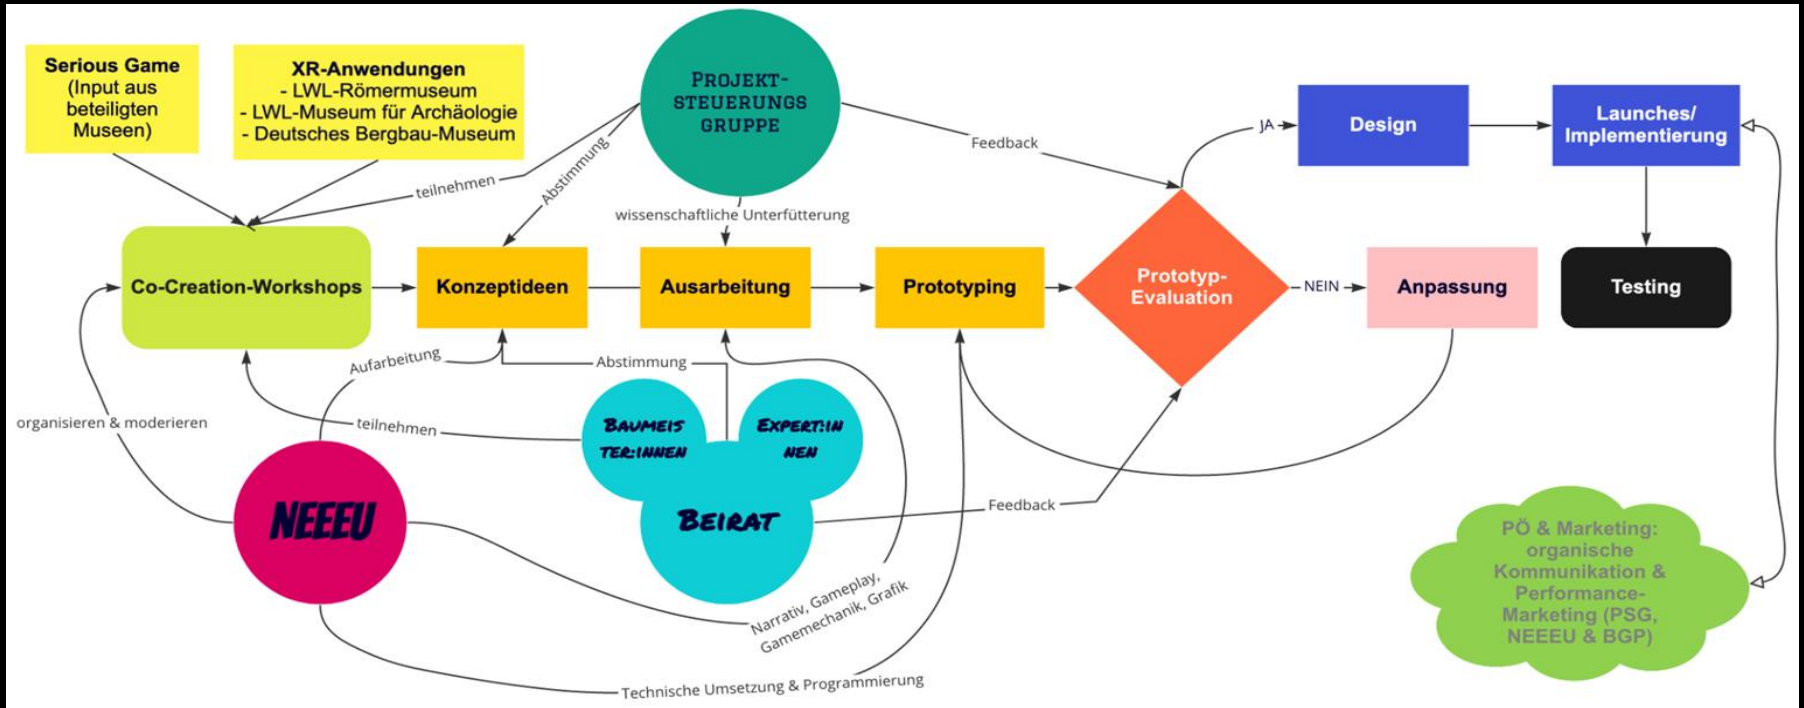 Serious Game
(Input aus
beteiligten
Museen)
XR-Anwendungen
- LWL-Römermuseum
- LWL-Museum für Archäologie
- Deutsches Bergbau-Museum
PROJEKT-
STEUERUNGS
GRUPPE
teilnehmen
Abstimmung
wissenschaftliche Unterfütterung
Feedback
JA
Design
Launches/
Implementierung
Co-Creation-Workshops
Konzeptideen
Ausarbeitung
Prototyping
Prototyp-
Evaluation
NEIN
Anpassung
Testing
Aufarbeitung
Abstimmung
organisieren & moderieren
teilnehmen
BAUMEIS
TER:INNEN
EXPERT:IN
NEN
NEEEU
BEIRAT
Feedback
Narrativ, Gameplay,
Gamemechanik, Grafik
Technische Umsetzung & Programmierung
PÖ & Marketing:
organische
Kommunikation &
Performance-
Marketing (PSG,
NEEEU & BGP)